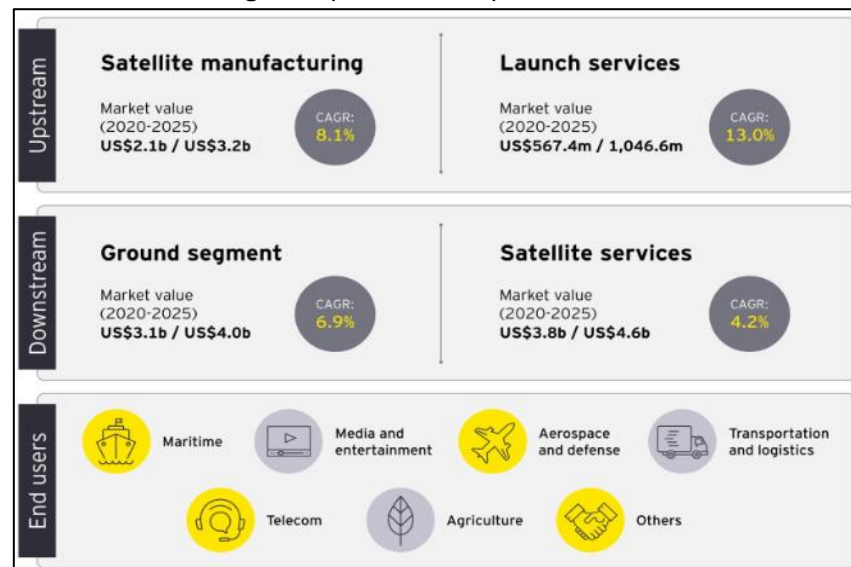 Upstream
Satellite manufacturing
Market value
(2020-2025)
US$2.1b / US$3.2b
CAGR:
8.1%
Launch services
Market value
(2020-2025)
US$567.4m / 1,046.6m
CAGR:
13.0%
Downstream
Ground segment
Market value
(2020-2025)
US$3.1b / US$4.0b
CAGR:
6.9%
Satellite services
Market value
(2020-2025)
US$3.8b / US$4.6b
CAGR:
4.2%
End users
Maritime
Media and
entertainment
Aerospace
and defense
Transportation
and logistics
Telecom
Agriculture
Others